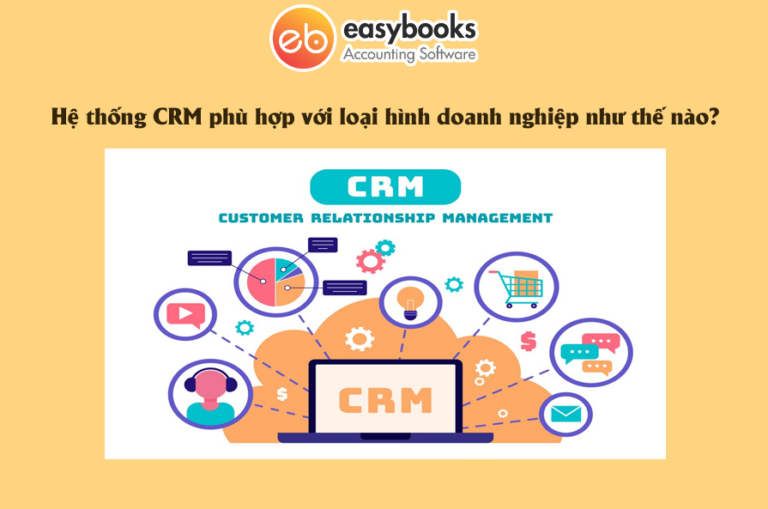 eb easybooks
Accounting Software
Hệ thống CRM phù hợp với loại hình doanh nghiệp như thế nào?
CRM
CUSTOMER RELATIONSHIP MANAGEMENT
$
$
CRM